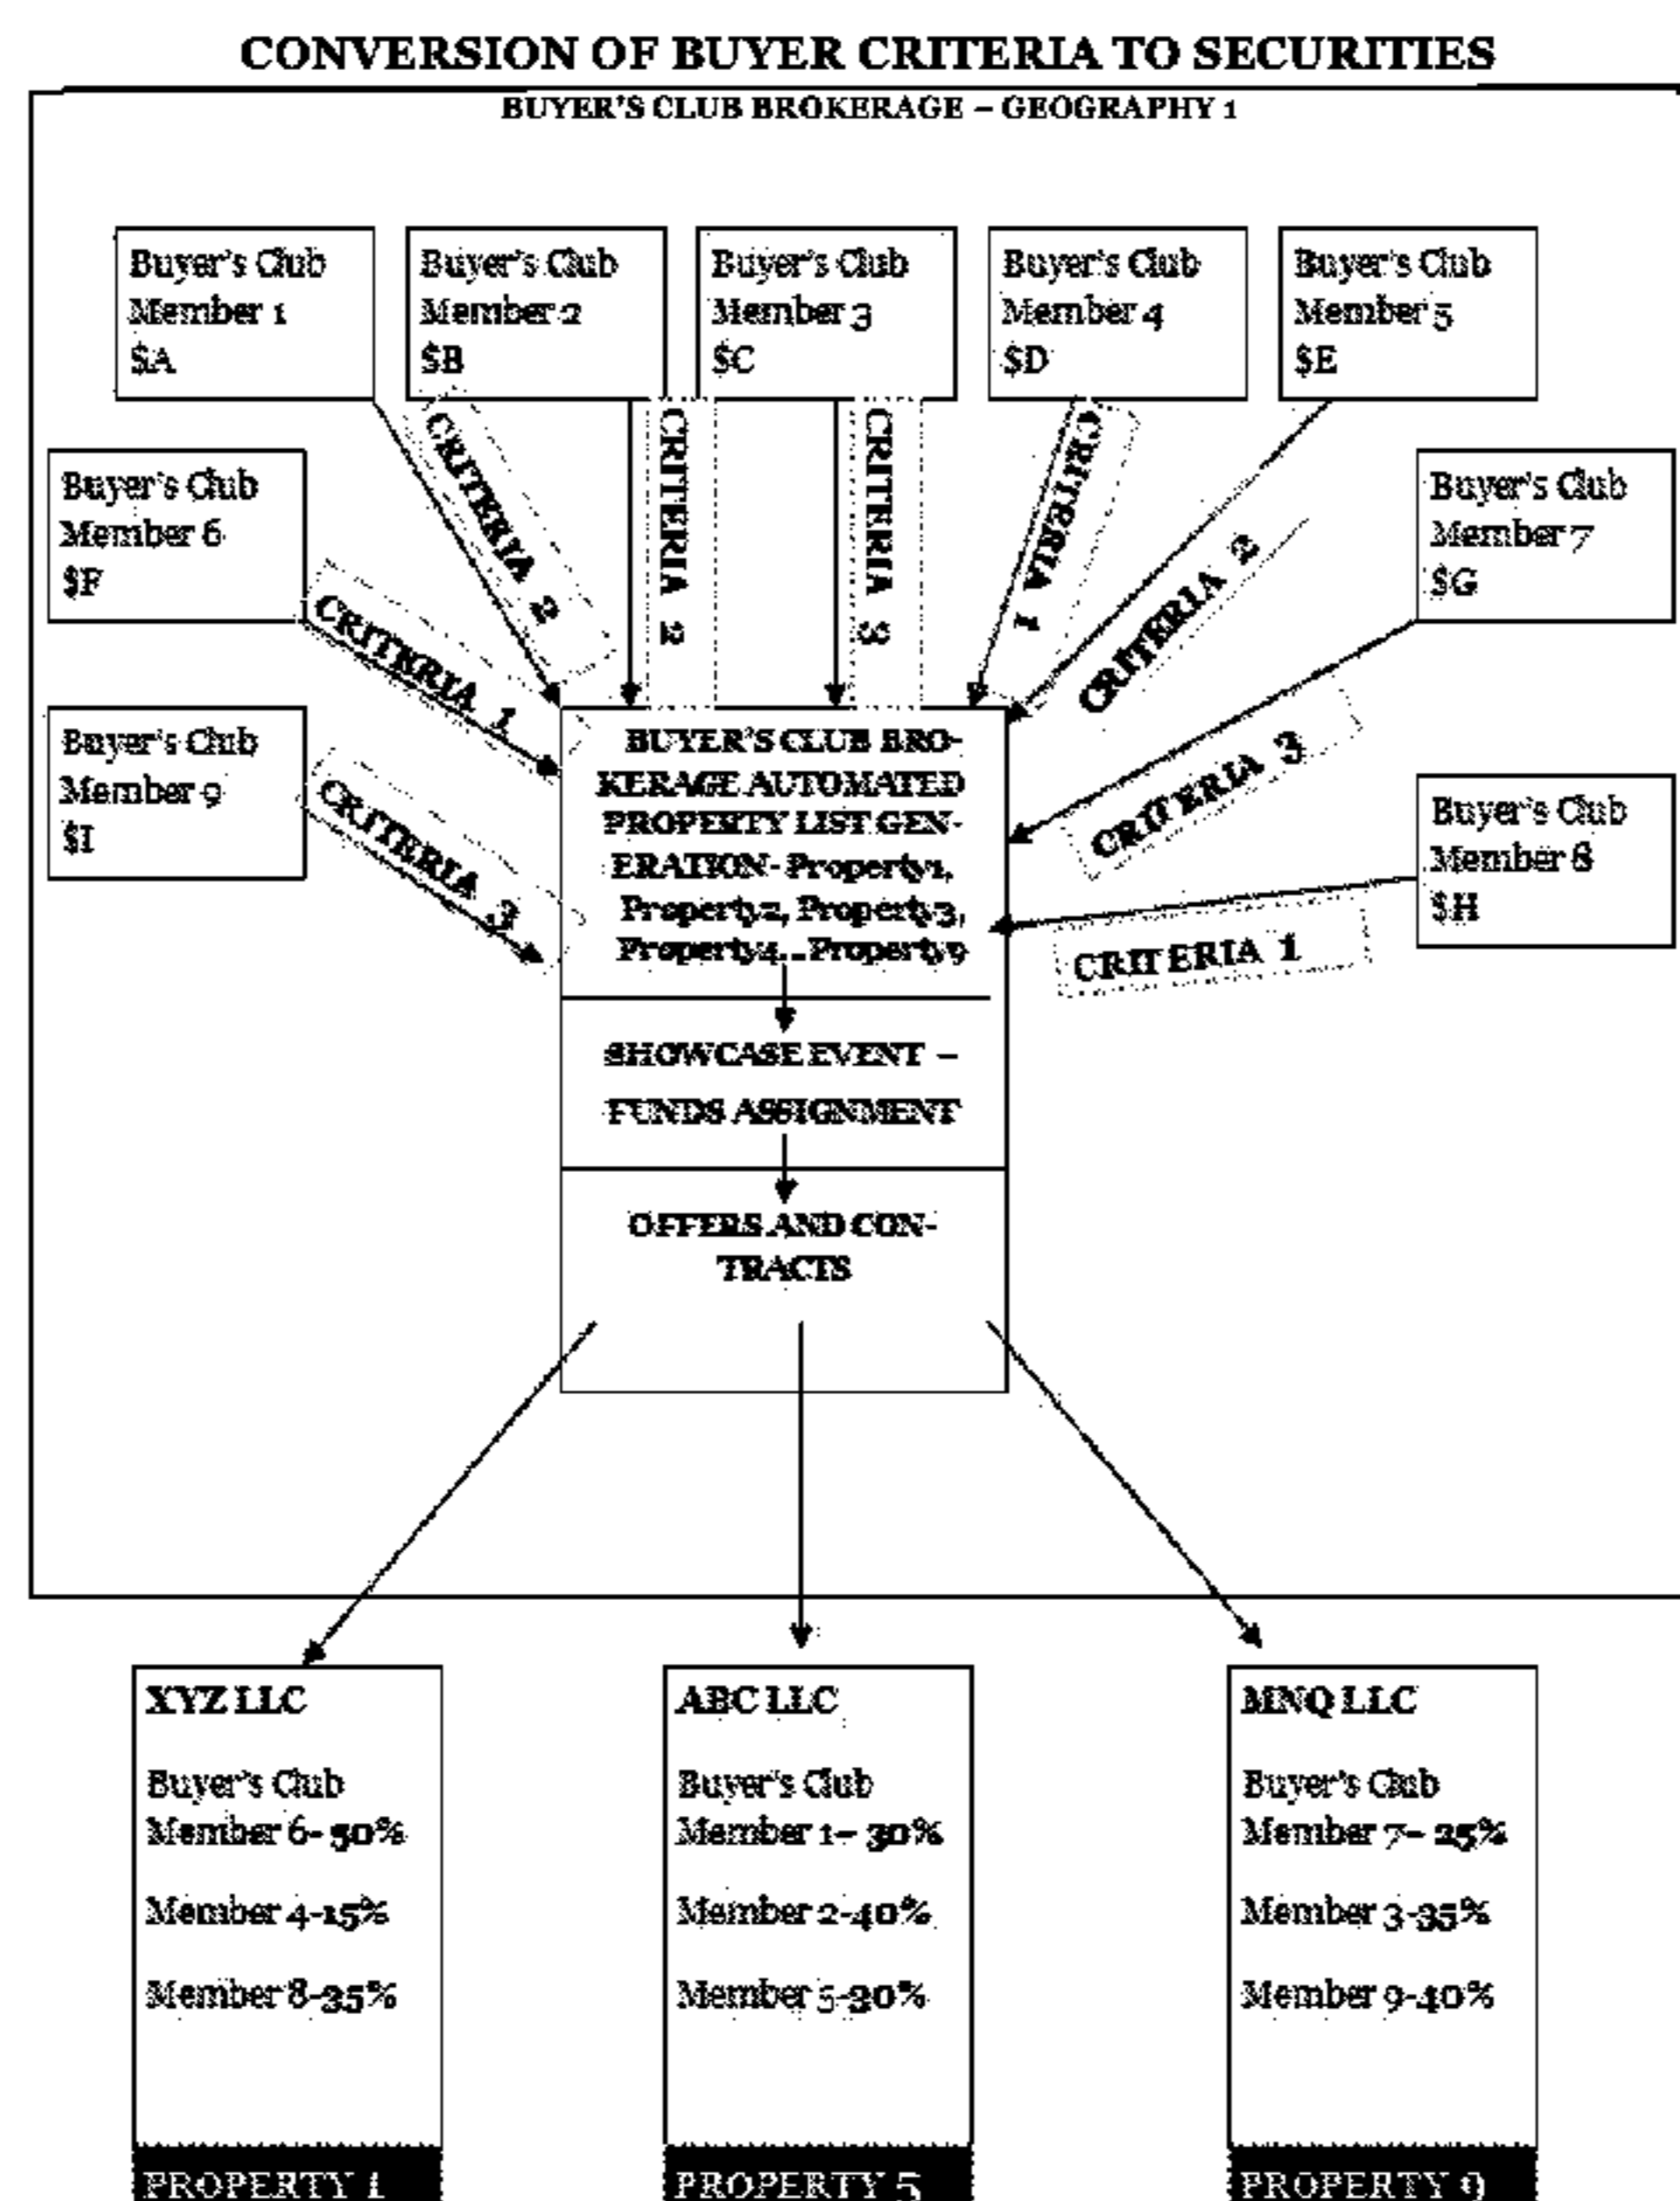 CONVERSION OF BUYER CRITERIA TO SECURITIES
BUYER'S CLUB BROKERAGE – GEOGRAPHY 1
Buyer's Club
Member 1
$A
Buyer's Club
Member 2
$B
Buyer's Club
Member 3
$C
Buyer's Club
Member 4
$D
Buyer's Club
Member 5
$E
Buyer's Club
Member 6
$F
Buyer's Club
Member 7
$G
Buyer's Club
Member 9
$I
Buyer's Club
Member 8
$H
CRITERIA 2
CRITERIA 2
CRITERIA 3
CRITERIA 1
CRITERIA 2
CRITERIA 1
CRITERIA 3
CRITERIA 3
CRITERIA 1
BUYER'S CLUB BRO-
KERAGE AUTOMATED
PROPERTY LIST GEN-
ERATION- Property1,
Property2, Property3,
Property4...Property9
SHOWCASE EVENT –
FUNDS ASSIGNMENT
OFFERS AND CON-
TRACTS
XYZ LLC
Buyer's Club
Member 6- 50%
Member 4-15%
Member 8-35%
PROPERTY 1
ABC LLC
Buyer's Club
Member 1– 30%
Member 2-40%
Member 5-30%
PROPERTY 5
MNQ LLC
Buyer's Club
Member 7– 25%
Member 3-35%
Member 9-40%
PROPERTY 9